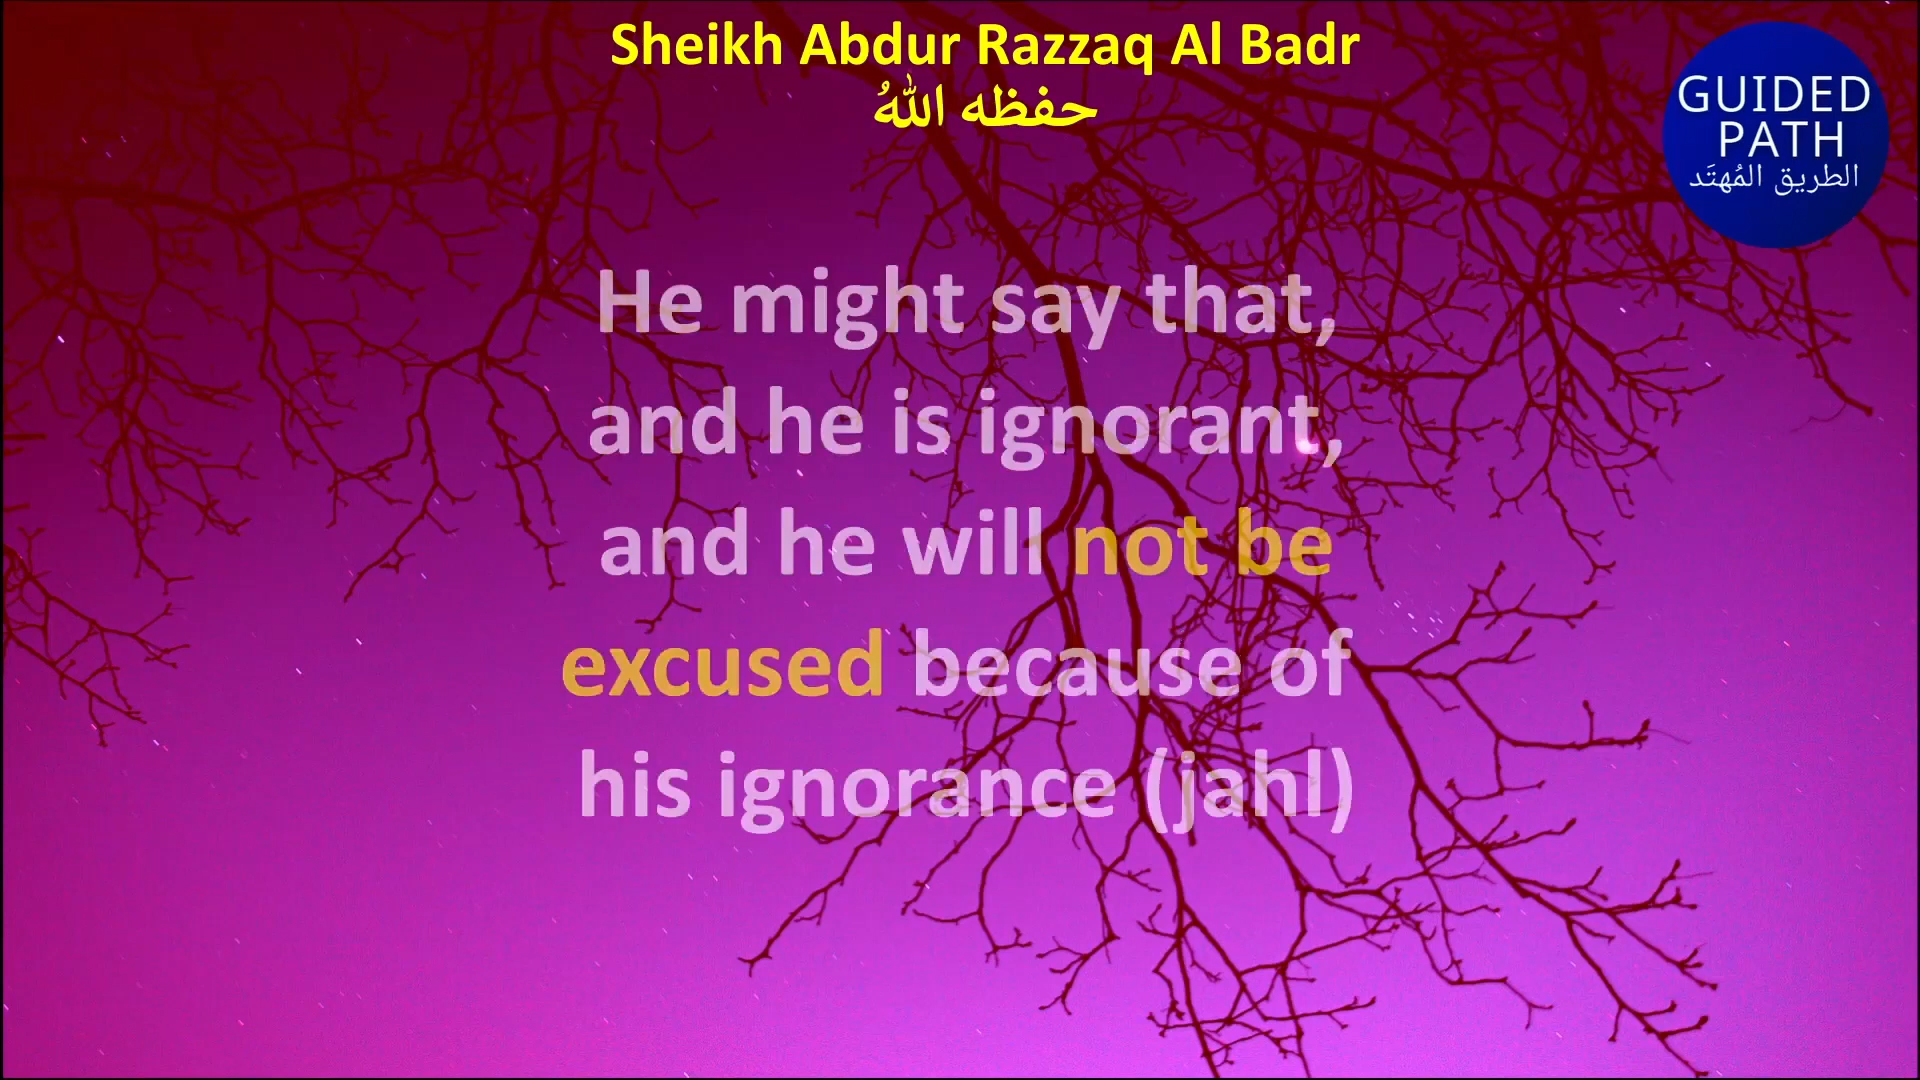 Sheikh Abdur Razzaq Al Badr
حفظه اللهُ
GUIDED
PATH
الطريق المُهتَد
He might say that,
and he is ignorant,
and he will not be
excused because of
his ignorance (jahl)